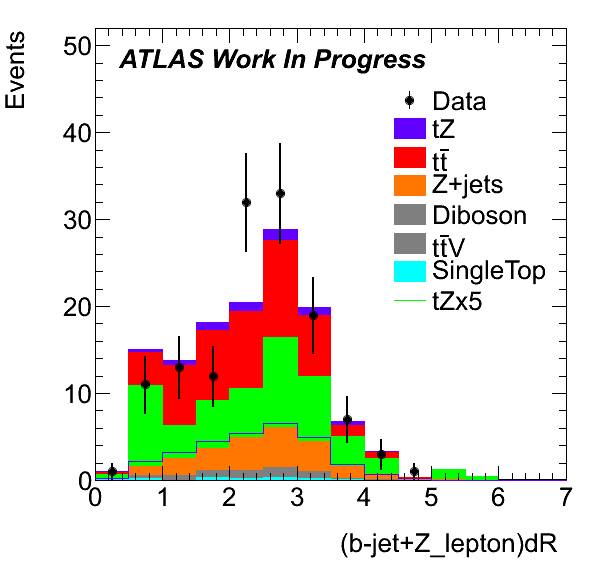 Events
50
40
30
20
10
0
ATLAS Work In Progress
Data
tZ
tt̄
Z+jets
Diboson
tt̄V
SingleTop
tZx5
0 1 2 3 4 5 6 7
(b-jet+Z_lepton)dR